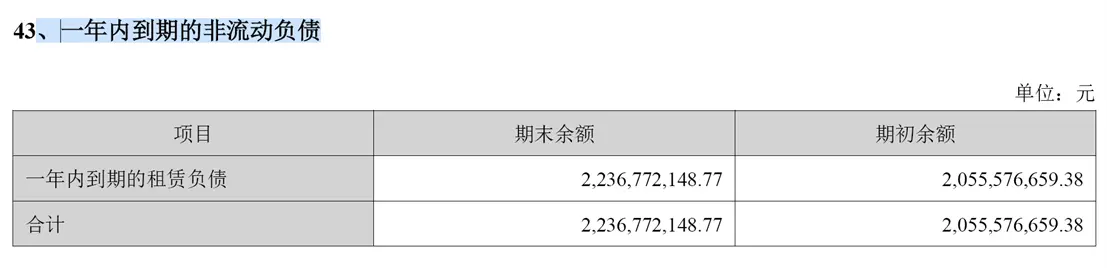 43、一年内到期的非流动负债
单位：元
项目 期末余额 期初余额
一年内到期的租赁负债 2,236,772,148.77 2,055,576,659.38
合计 2,236,772,148.77 2,055,576,659.38